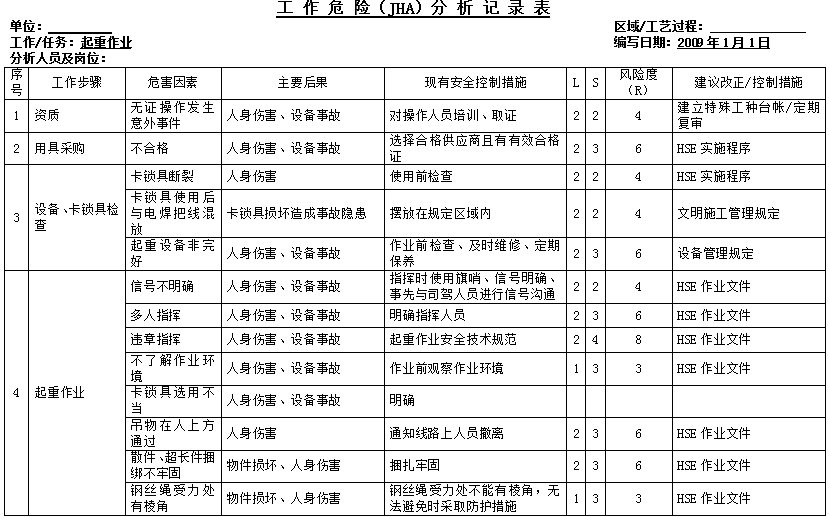 工 作 危 险 (JHA) 分 析 记 录 表
单位：
区域/工艺过程：
工作/任务：起重作业
编写日期：2009 年 1 月 1 日
分析人员及岗位：
序号 工作步骤 危害因素 主要后果 现有安全控制措施 L S 风险度（R） 建议改正/控制措施
1 资质 无证操作发生意外事件 人身伤害、设备事故 对操作人员培训、取证 2 2 4 建立特殊工种台帐/定期复审
2 用具采购 不合格 人身伤害、设备事故 选择合格供应商且有有效合格证 2 3 6 HSE 实施程序
3 设备、卡锁具检查 卡锁具断裂 人身伤害 使用前检查 2 2 4 HSE 实施程序
卡锁具使用后与电焊把线混放 卡锁具损坏造成事故隐患 摆放在规定区域内 2 2 4 文明施工管理规定
起重设备非完好 人身伤害、设备事故 作业前检查、及时维修、定期保养 2 3 6 设备管理规定
4 起重作业 信号不明确 人身伤害、设备事故 指挥时使用旗哨、信号明确、事先与司驾人员进行信号沟通 2 2 4 HSE 作业文件
多人指挥 人身伤害、设备事故 明确指挥人员 2 3 6 HSE 作业文件
违章指挥 人身伤害、设备事故 起重作业安全技术规范 2 4 8 HSE 作业文件
不了解作业环境 人身伤害、设备事故 作业前观察作业环境 1 3 3 HSE 作业文件
卡锁具选用不当 人身伤害、设备事故 明确
吊物在人上方通过 人身伤害 通知线路上人员撤离 2 3 6 HSE 作业文件
散件、超长件捆绑不牢固 物件损坏、人身伤害 捆扎牢固 2 3 6 HSE 作业文件
钢丝绳受力处有棱角 物件损坏、人身伤害 钢丝绳受力处不能有棱角，无法避免时采取防护措施 1 3 3 HSE 作业文件